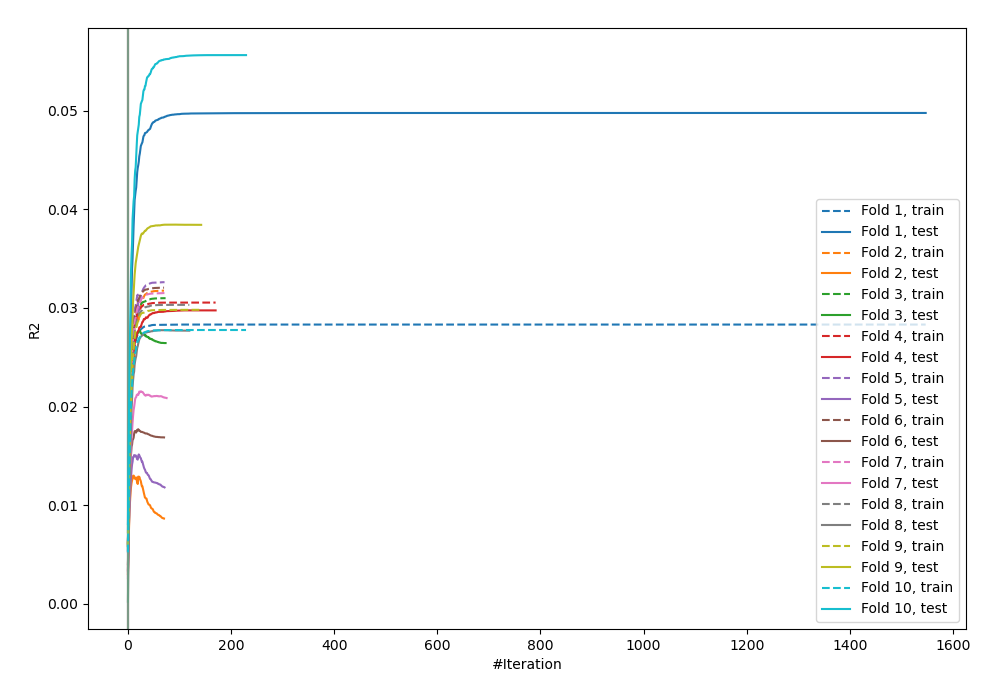 0.05
0.04
0.03
0.02
0.01
0.00
R2
0 200 400 600 800 1000 1200 1400 1600
#Iteration
Fold 1, train
Fold 1, test
Fold 2, train
Fold 2, test
Fold 3, train
Fold 3, test
Fold 4, train
Fold 4, test
Fold 5, train
Fold 5, test
Fold 6, train
Fold 6, test
Fold 7, train
Fold 7, test
Fold 8, train
Fold 8, test
Fold 9, train
Fold 9, test
Fold 10, train
Fold 10, test